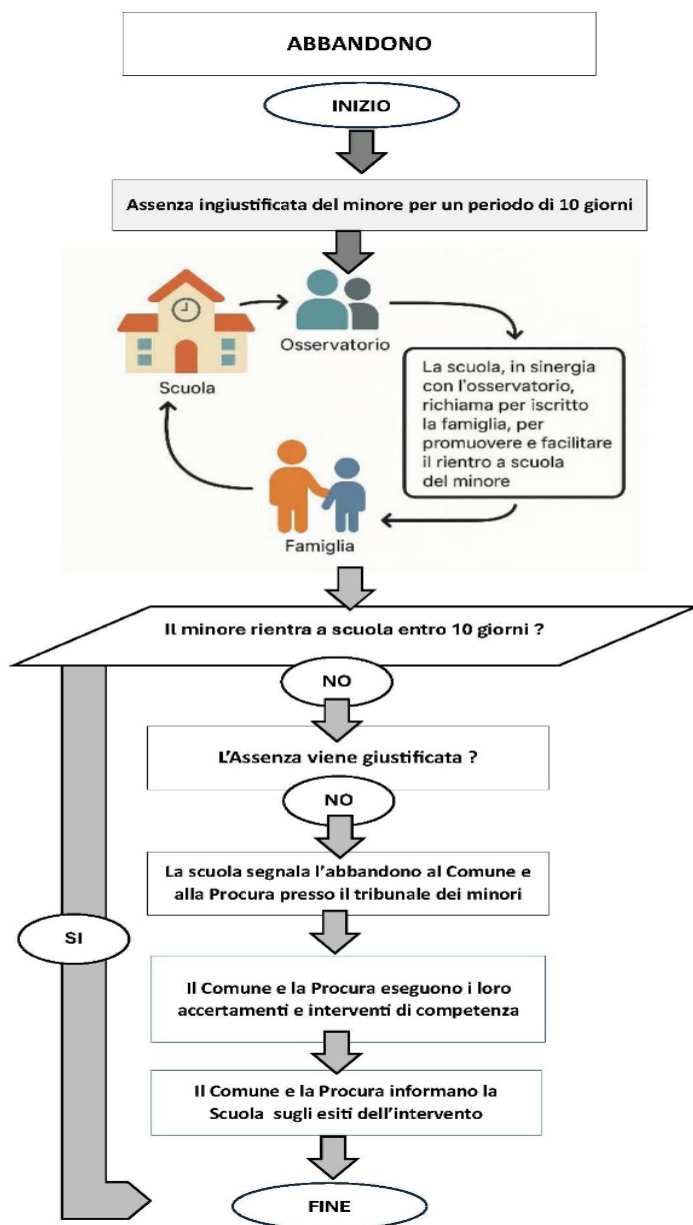 ABBANDONO
INIZIO
Assenza ingiustificata del minore per un periodo di 10 giorni
Osservatorio
Scuola
La scuola, in sinergia
con l'osservatorio,
richiama per iscritto
la famiglia, per
promuovere e facilitare
il rientro a scuola
del minore
Famiglia
Il minore rientra a scuola entro 10 giorni ?
NO
L'Assenza viene giustificata ?
NO
La scuola segnala l'abbandono al Comune e
alla Procura presso il tribunale dei minori
SI
Il Comune e la Procura eseguono i loro
accertamenti e interventi di competenza
Il Comune e la Procura informano la
Scuola sugli esiti dell'intervento
FINE